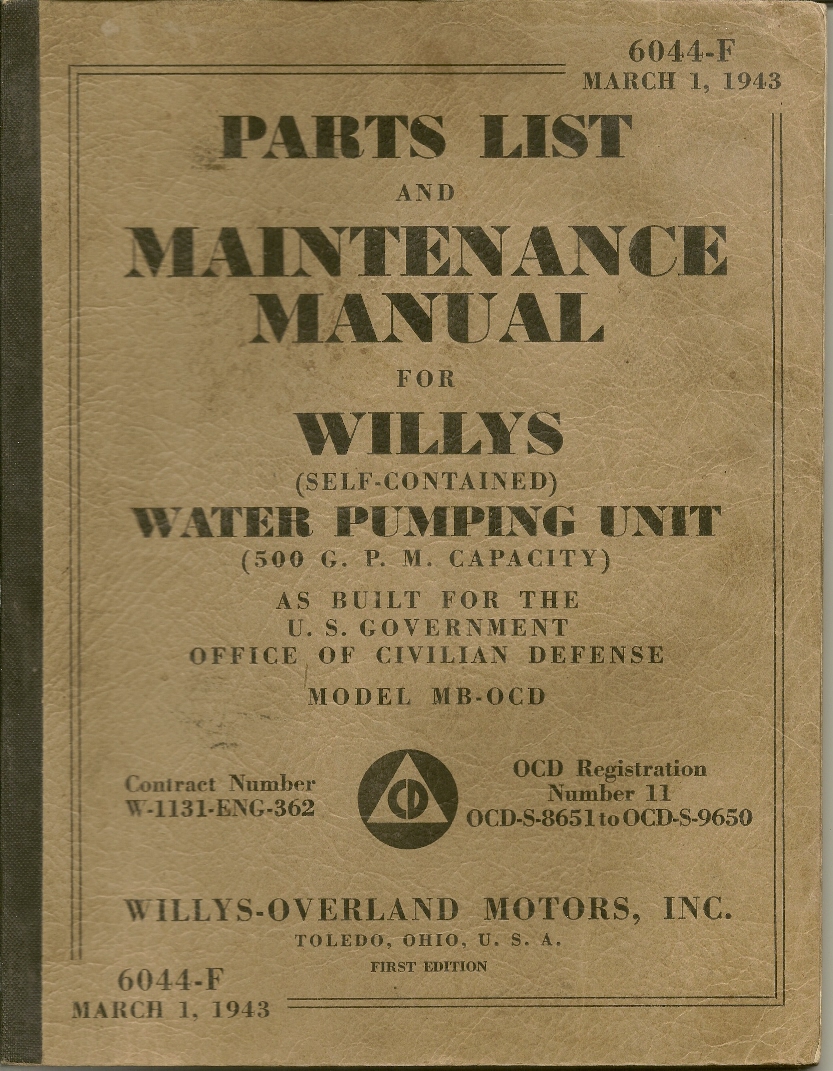 6044-F
MARCH 1, 1943
PARTS LIST
AND
MAINTENANCE
MANUAL
FOR
WILLYS
(SELF-CONTAINED)
WATER PUMPING UNIT
(500 G. P. M. CAPACITY)
AS BUILT FOR THE
U. S. GOVERNMENT
OFFICE OF CIVILIAN DEFENSE
MODEL MB-OCD
Contract Number
W-1131-ENG-362
CD
OCD Registration
Number 11
OCD-S-8651 to OCD-S-9650
WILLYS-OVERLAND MOTORS, INC.
TOLEDO, OHIO, U. S. A.
FIRST EDITION
6044-F
MARCH 1, 1943